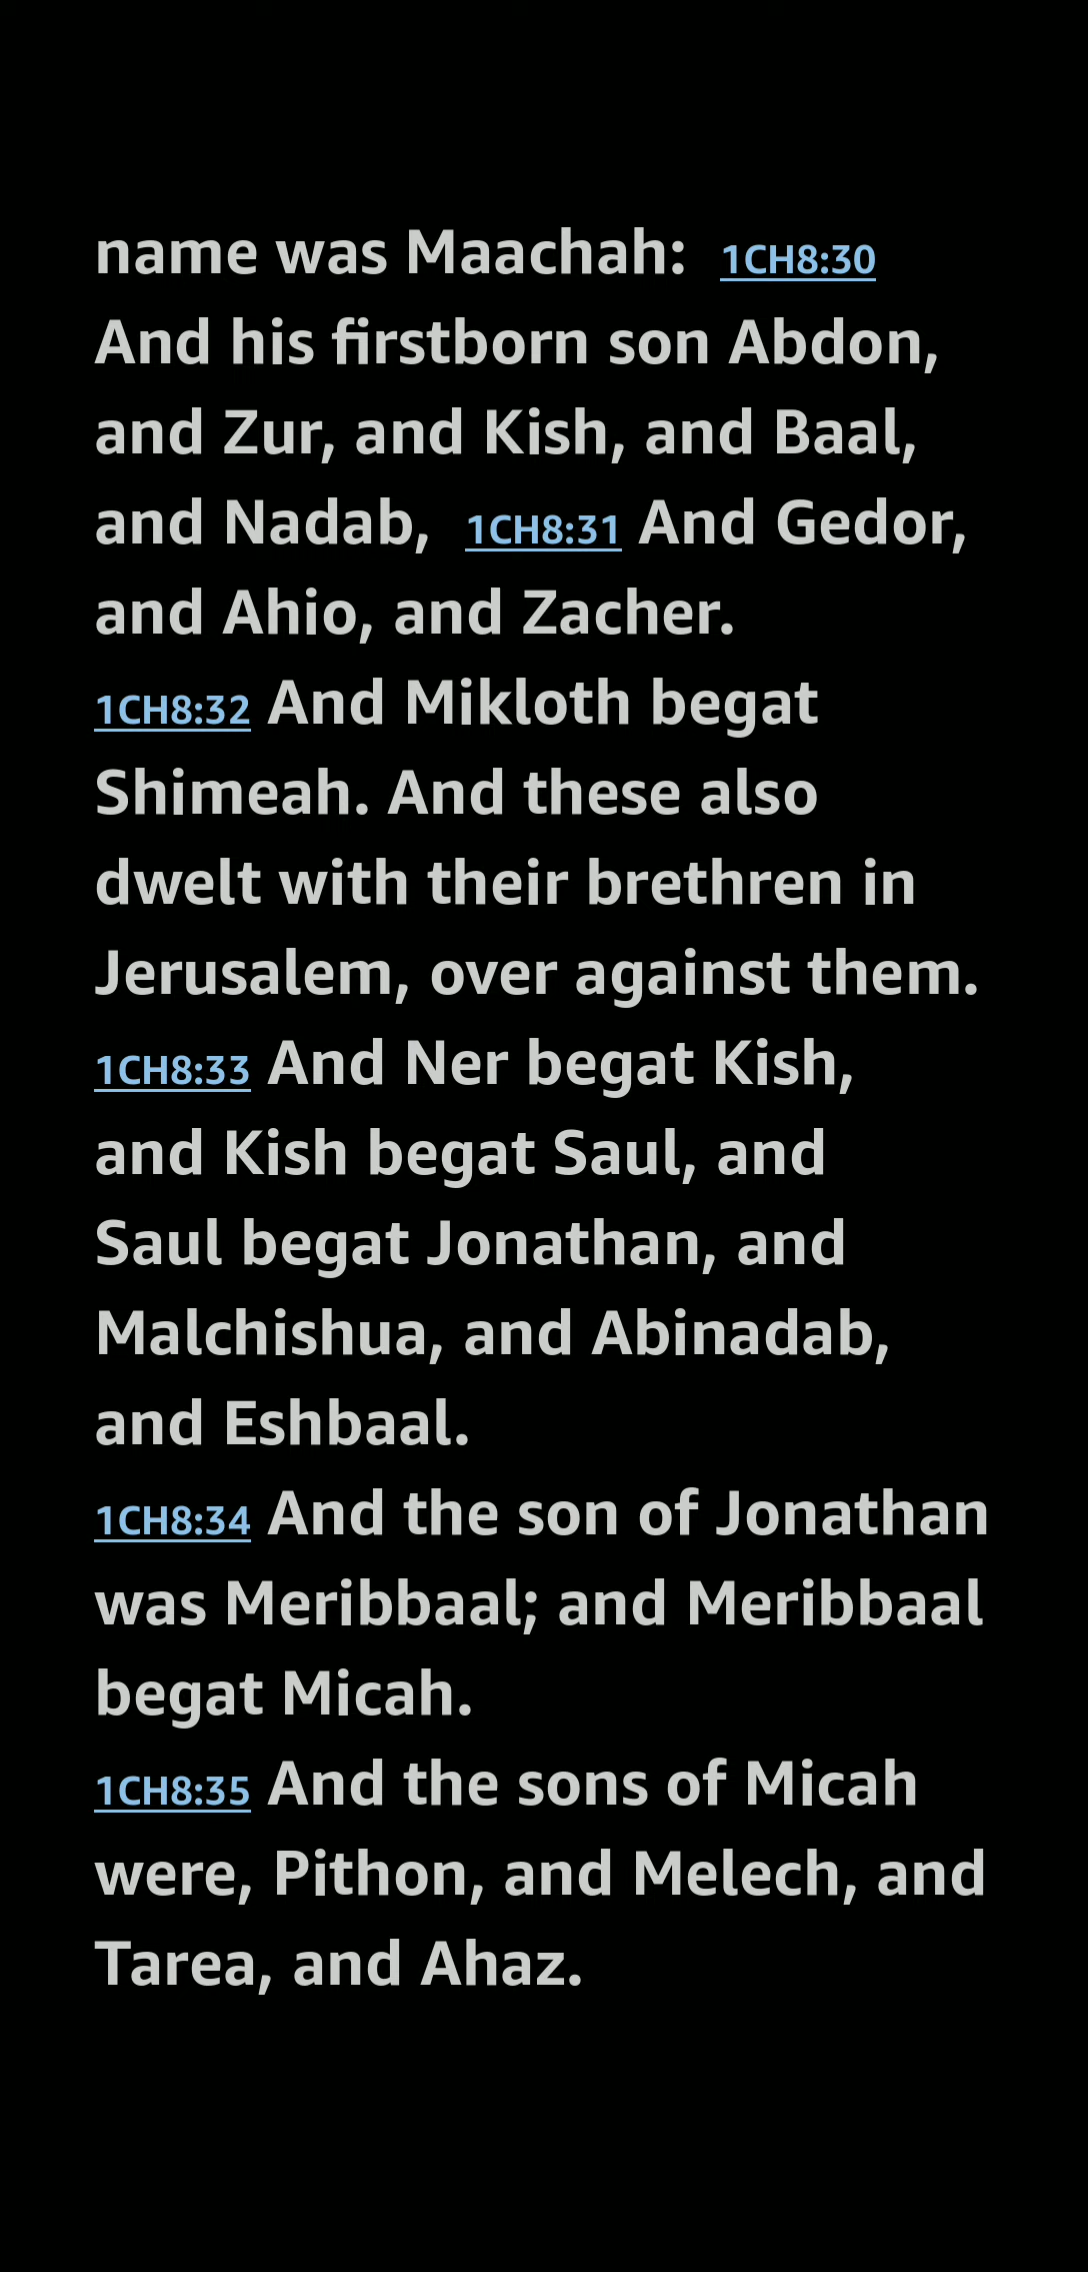 name was Maachah: 1CH8:30
And his firstborn son Abdon,
and Zur, and Kish, and Baal,
and Nadab, 1CH8:31 And Gedor,
and Ahio, and Zacher.
1CH8:32 And Mikloth begat
Shimeah. And these also
dwelt with their brethren in
Jerusalem, over against them.
1CH8:33 And Ner begat Kish,
and Kish begat Saul, and
Saul begat Jonathan, and
Malchishua, and Abinadab,
and Eshbaal.
1CH8:34 And the son of Jonathan
was Meribbaal; and Meribbaal
begat Micah.
1CH8:35 And the sons of Micah
were, Pithon, and Melech, and
Tarea, and Ahaz.